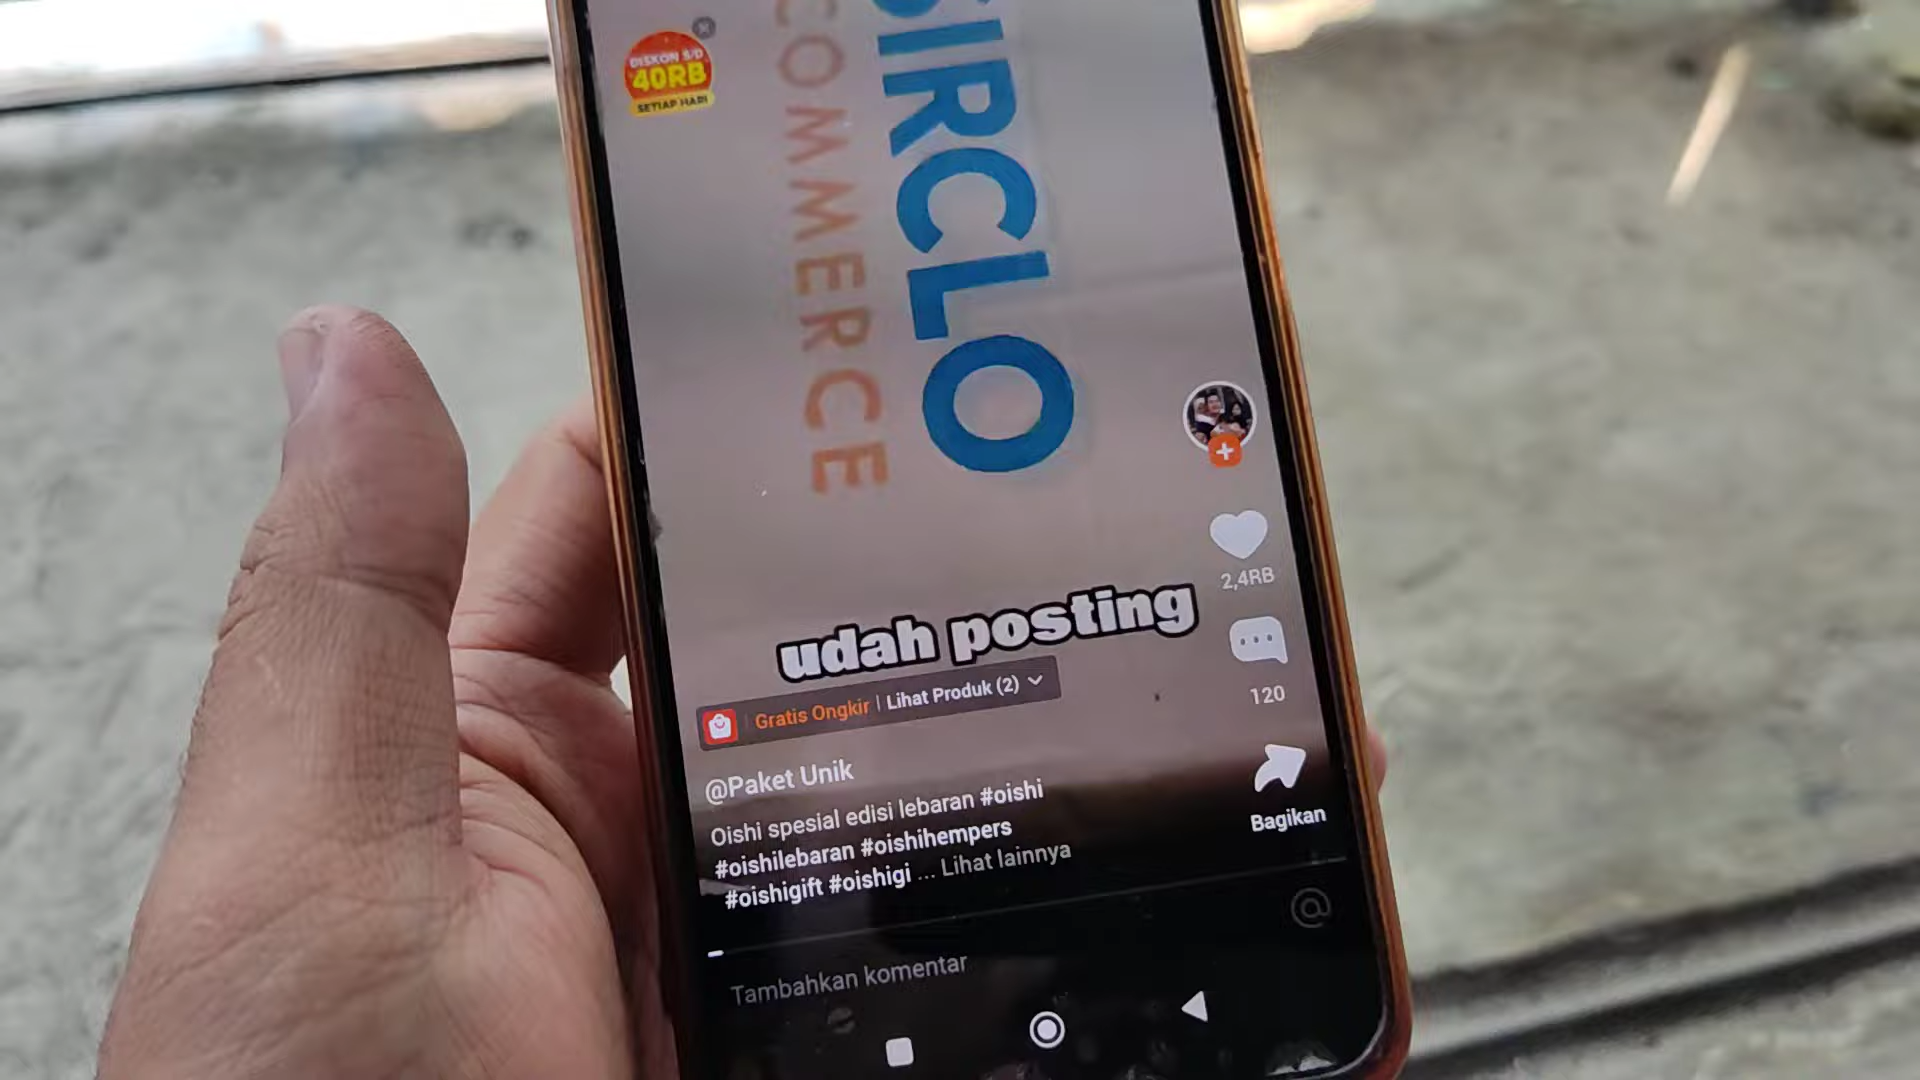 DISKON S/D
40RB
SETIAP HARI
SIRCLO
COMMERCE
2,4RB
udah posting
120
Gratis Ongkir | Lihat Produk (2)
@Paket Unik
Oishi spesial edisi lebaran #oishi
#oishilebaran #oishihempers
#oishigift #oishigi ... Lihat lainnya
Bagikan
@
Tambahkan komentar